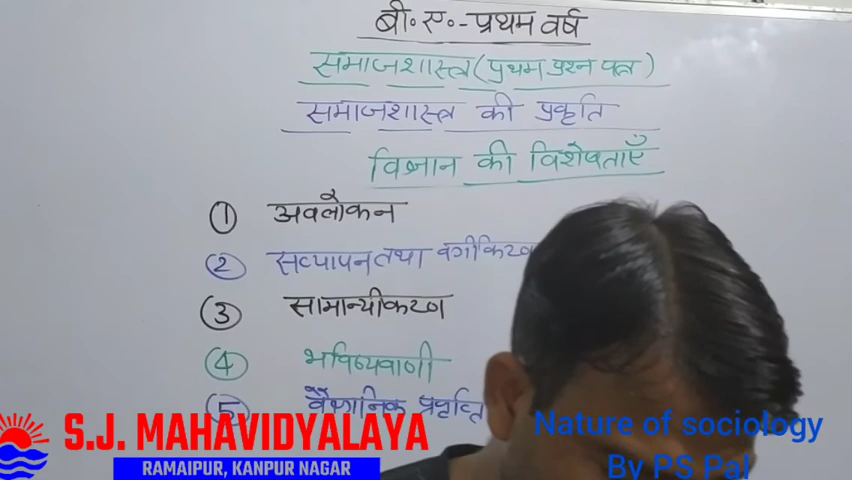 बी॰ ए॰-प्रथम वर्ष
समाजशास्त्र (प्रथम प्रश्न पत्र)
समाजशास्त्र की प्रकृति
विज्ञान की विशेषताएँ
① अवलोकन
② सत्यापन तथा वर्गीकरण
③ सामान्यीकरण
④ भविष्यवाणी
⑤ वैज्ञानिक प्रवृत्ति
S.J. MAHAVIDYALAYA
RAMAIPUR, KANPUR NAGAR
Nature of sociology
By PS Pal